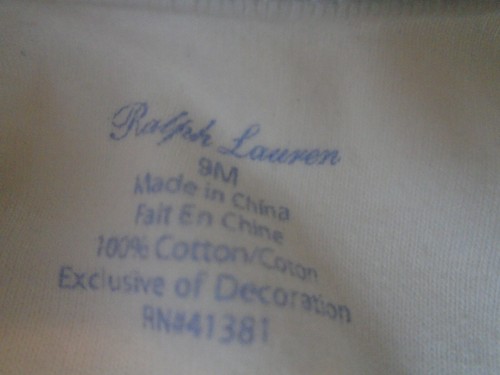 Ralph Lauren
9M
Made in China
Fait En Chine
100% Cotton/Coton
Exclusive of Decoration
RN#41381